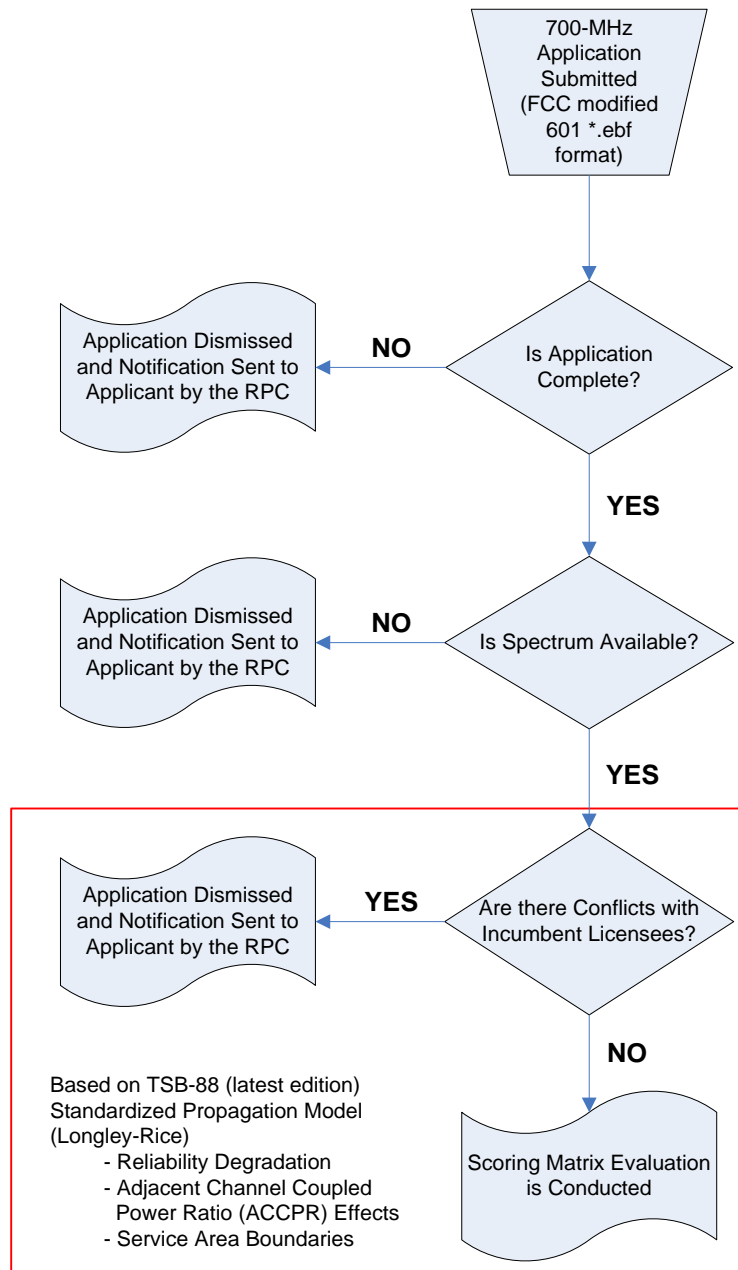 700-MHz
Application
Submitted
(FCC modified
601 *.ebf
format)
Application Dismissed
and Notification Sent to
Applicant by the RPC
NO
Is Application
Complete?
YES
Application Dismissed
and Notification Sent to
Applicant by the RPC
NO
Is Spectrum Available?
YES
Application Dismissed
and Notification Sent to
Applicant by the RPC
YES
Are there Conflicts with
Incumbent Licensees?
NO
Based on TSB-88 (latest edition)
Standardized Propagation Model
(Longley-Rice)
- Reliability Degradation
- Adjacent Channel Coupled
Power Ratio (ACCPR) Effects
- Service Area Boundaries
Scoring Matrix Evaluation
is Conducted